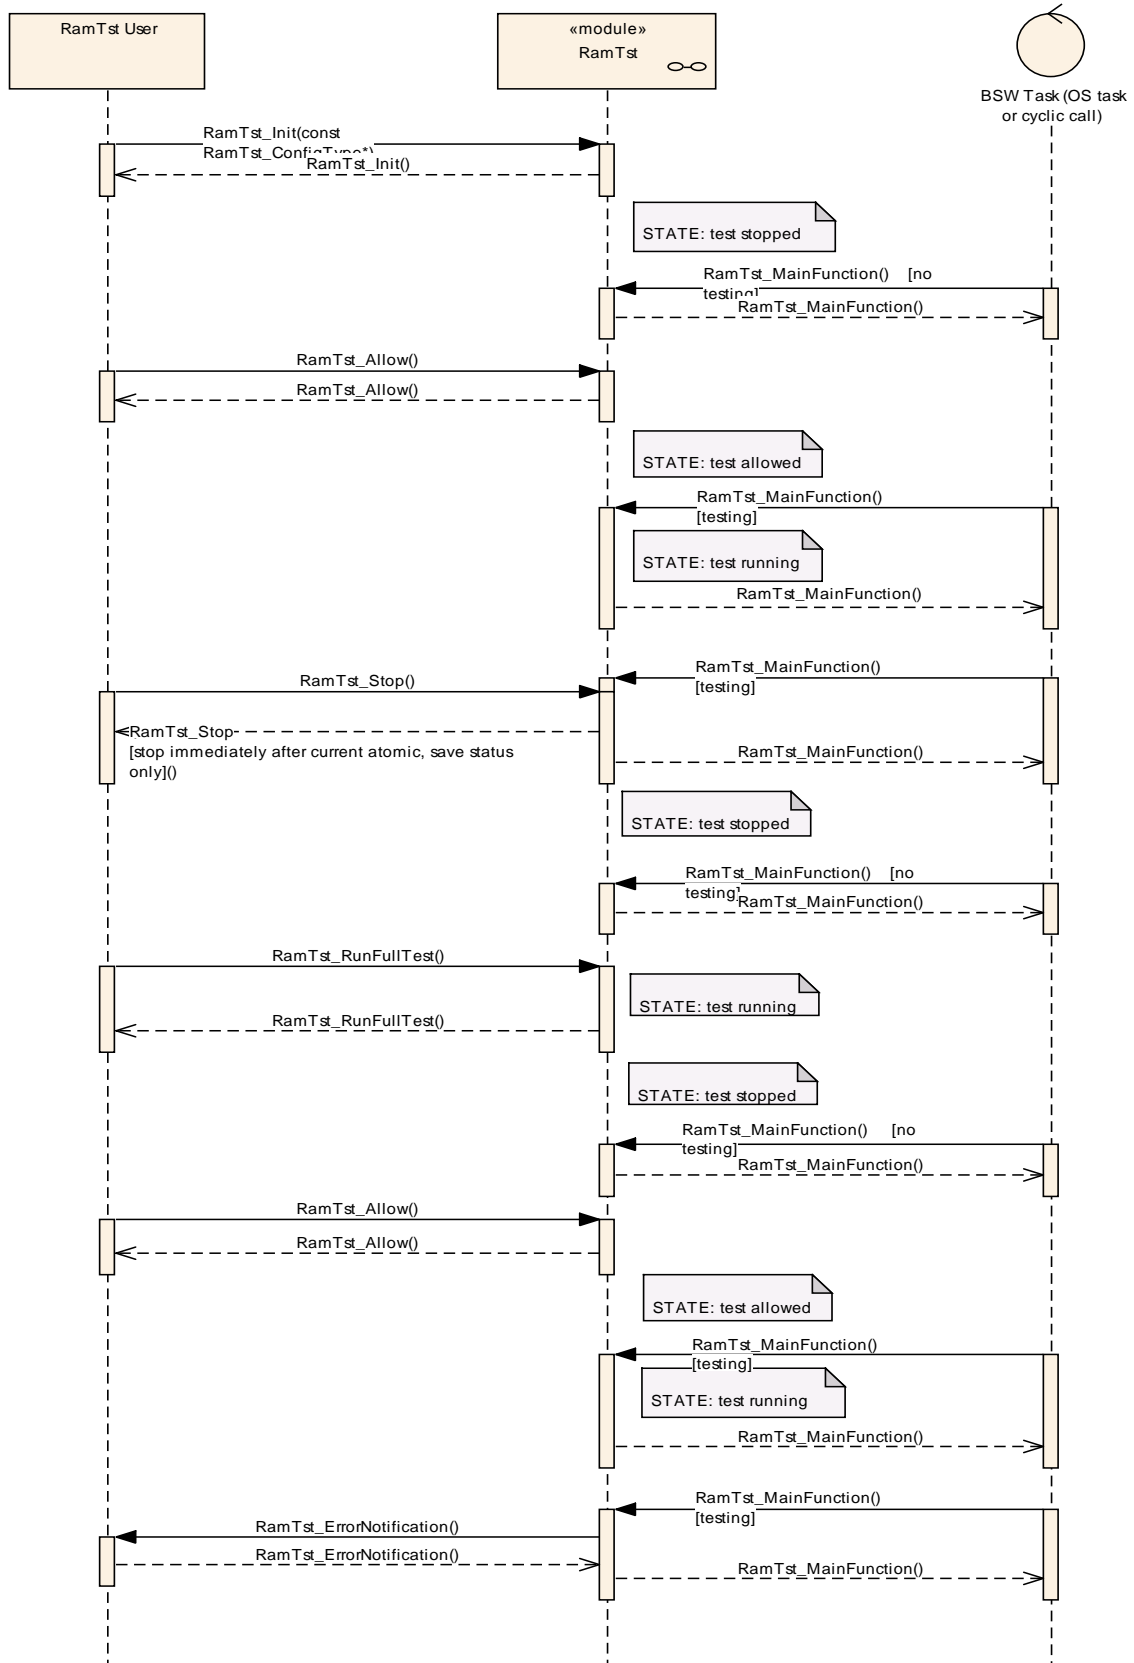 RamTst User
«module»
RamTst
BSW Task (OS task
or cyclic call)
RamTst_Init(const
RamTst_ConfigType*)
RamTst_Init()
STATE: test stopped
RamTst_MainFunction() [no
testing]
RamTst_MainFunction()
RamTst_Allow()
RamTst_Allow()
STATE: test allowed
RamTst_MainFunction()
[testing]
STATE: test running
RamTst_MainFunction()
RamTst_MainFunction()
[testing]
RamTst_Stop()
RamTst_Stop
[stop immediately after current atomic, save status
only]()
RamTst_MainFunction()
STATE: test stopped
RamTst_MainFunction() [no
testing]
RamTst_MainFunction()
RamTst_RunFullTest()
STATE: test running
RamTst_RunFullTest()
STATE: test stopped
RamTst_MainFunction() [no
testing]
RamTst_MainFunction()
RamTst_Allow()
RamTst_Allow()
STATE: test allowed
RamTst_MainFunction()
[testing]
STATE: test running
RamTst_MainFunction()
RamTst_MainFunction()
[testing]
RamTst_ErrorNotification()
RamTst_ErrorNotification()
RamTst_MainFunction()